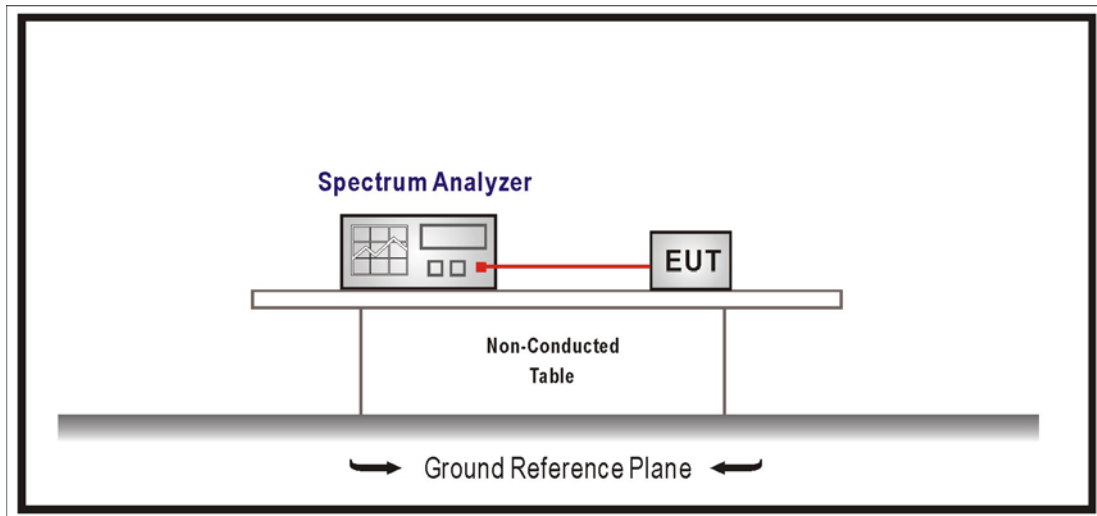 Spectrum Analyzer
EUT
Non-Conducted
Table
Ground Reference Plane